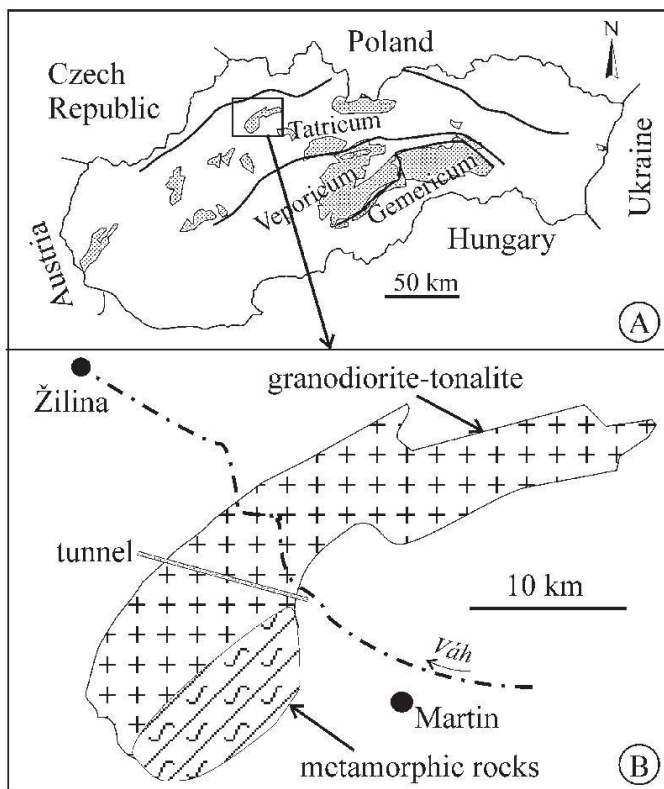 Poland
N
Czech
Republic
Tatricum
Ukraine
Veporicum
Gemericum
Hungary
Austria
50 km
A
granodiorite-tonalite
Žilina
tunnel
10 km
Váh
Martin
metamorphic rocks
B